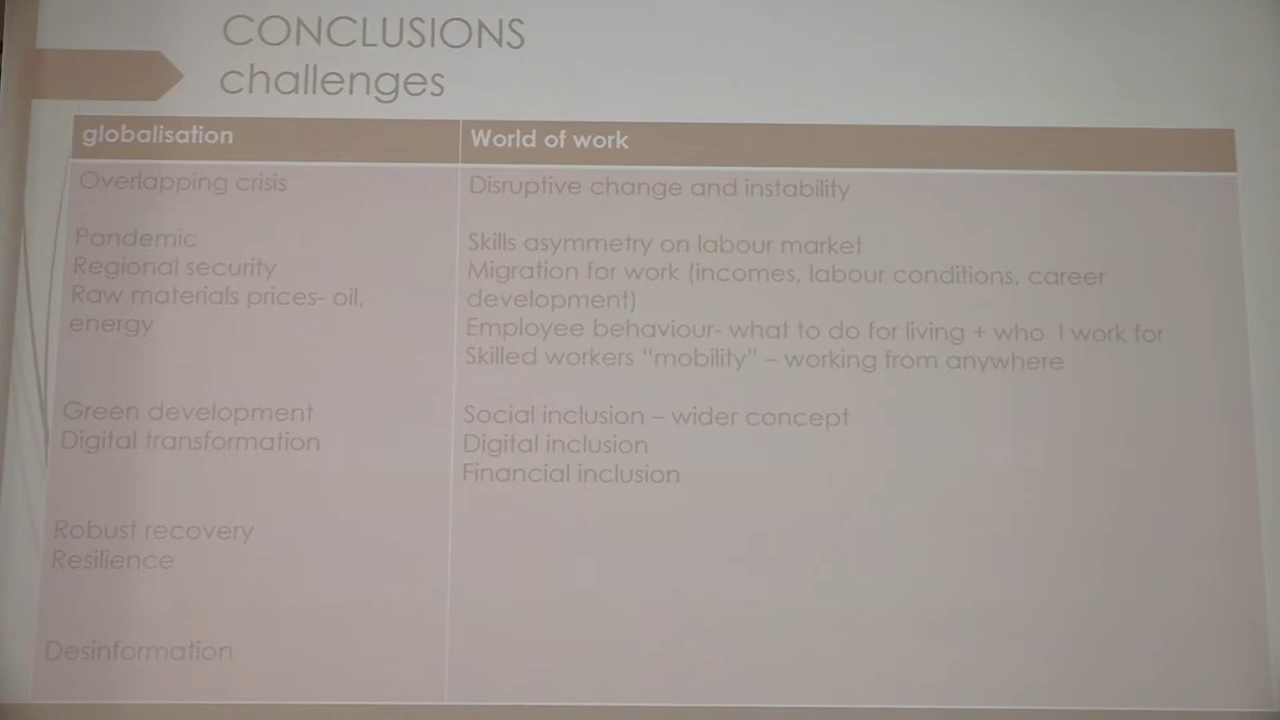 CONCLUSIONS
challenges
globalisation
World of work
Overlapping crisis
Disruptive change and instability
Pandemic
Regional security
Raw materials prices- oil,
energy
Skills asymmetry on labour market
Migration for work (incomes, labour conditions, career
development)
Employee behaviour- what to do for living + who I work for
Skilled workers “mobility” – working from anywhere
Green development
Digital transformation
Social inclusion – wider concept
Digital inclusion
Financial inclusion
Robust recovery
Resilience
Desinformation